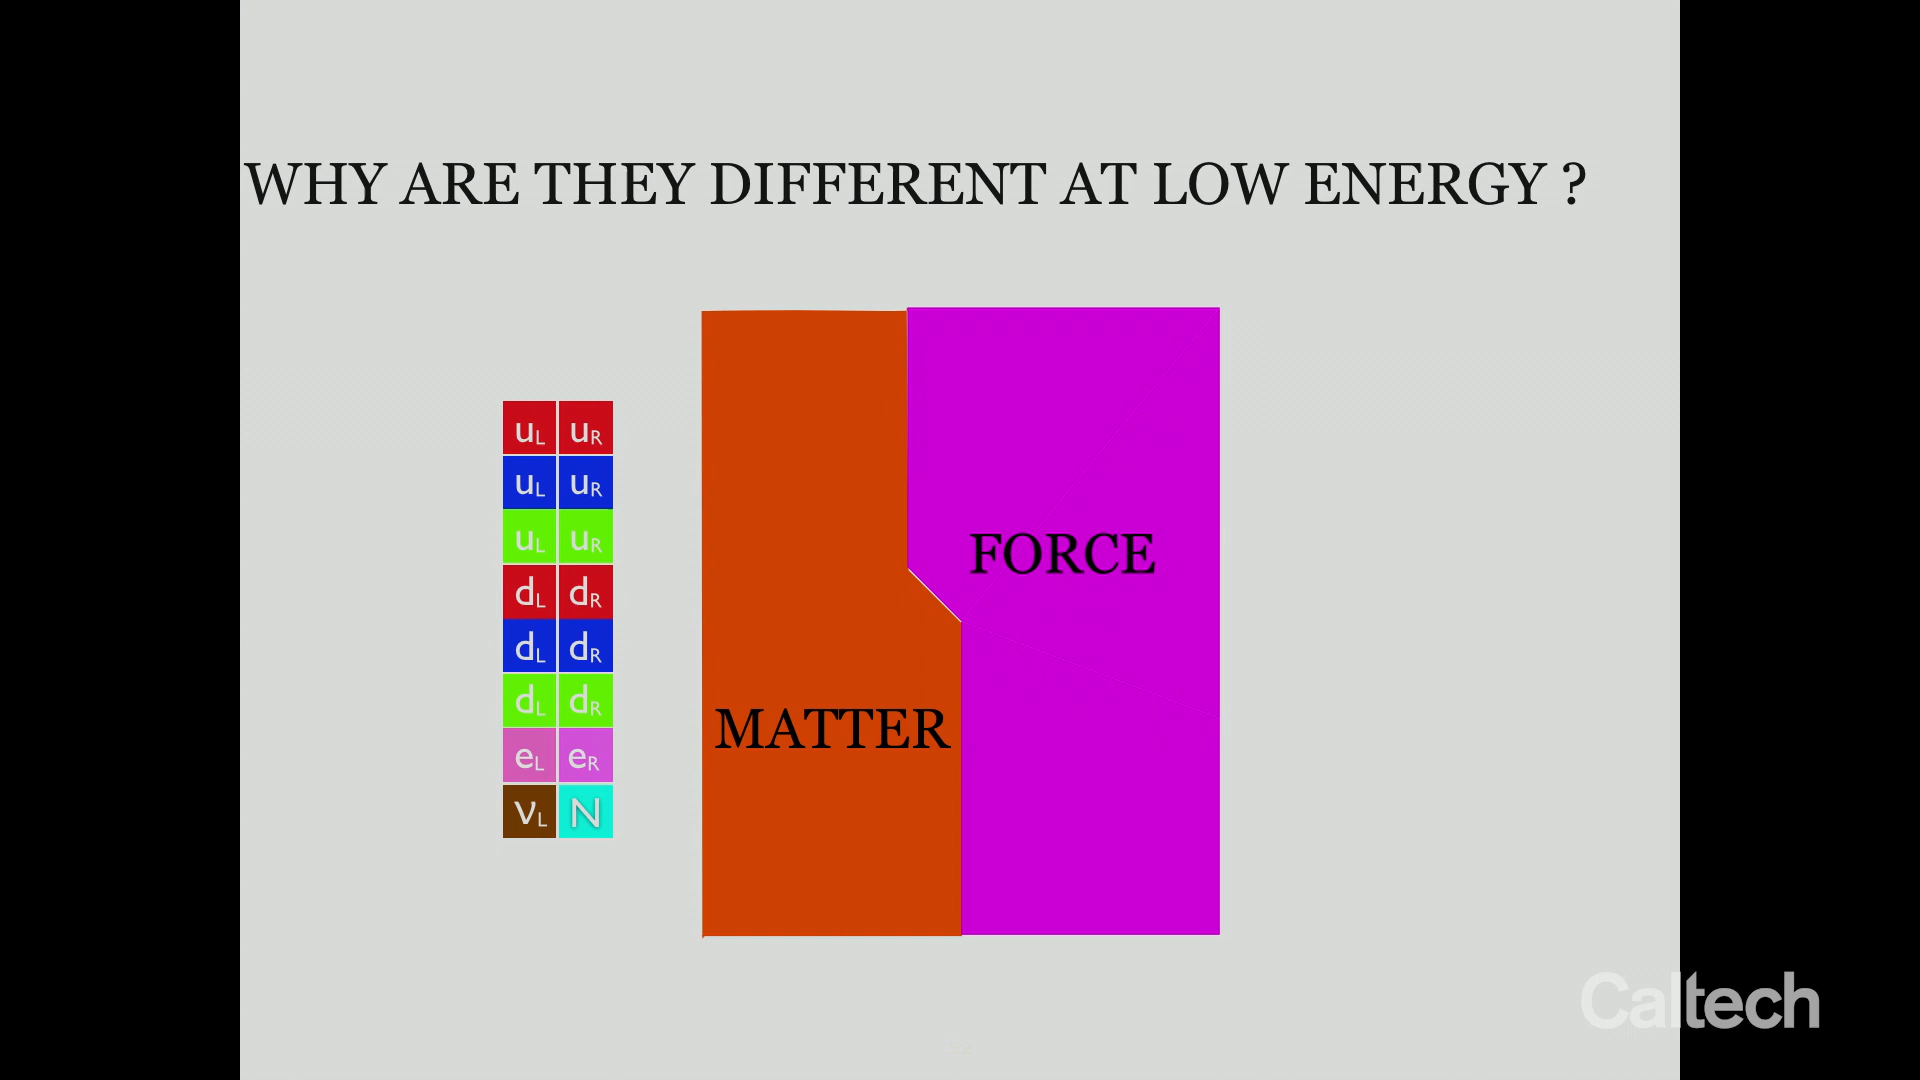 WHY ARE THEY DIFFERENT AT LOW ENERGY ?
uL uR
uL uR
uL uR
dL dR
dL dR
dL dR
eL eR
νL N
FORCE
MATTER
Caltech